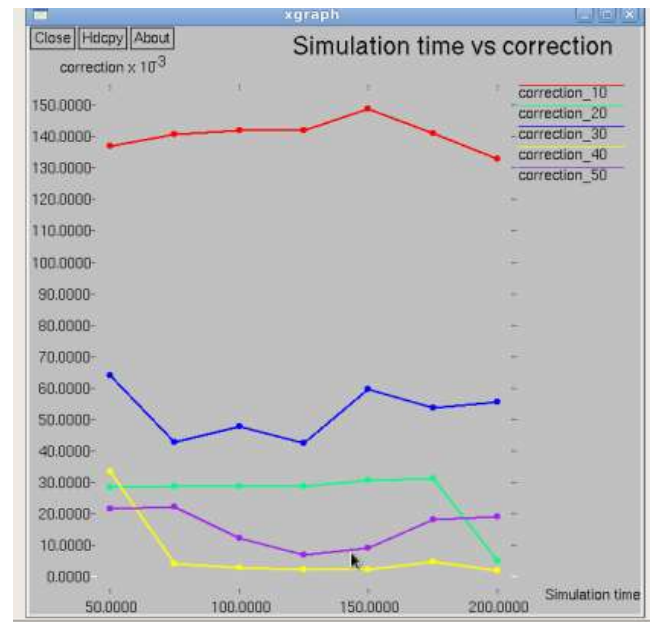 xgraph
Close Hdcpy About
Simulation time vs correction
correction x 10-3
correction_10
150.0000
correction_20
140.0000
correction_30
correction_40
130.0000
correction_50
120.0000
110.0000
100.0000
90.0000
80.0000
70.0000
60.0000
50.0000
40.0000
30.0000
20.0000
10.0000
0.0000
Simulation time
50.0000 100.0000 150.0000 200.0000